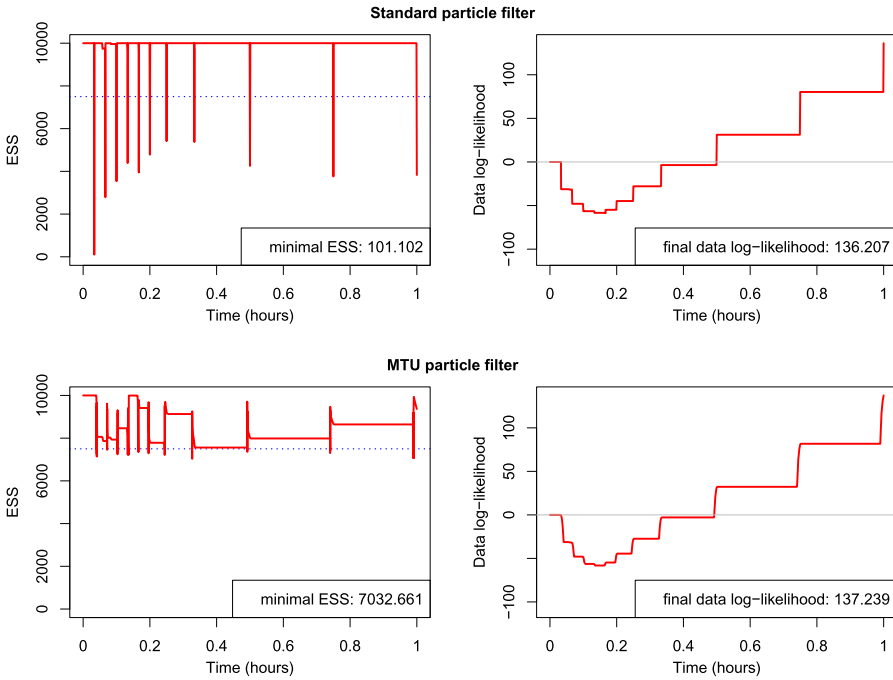 Standard particle filter
ESS
10000
6000
2000
0
minimal ESS: 101.102
0 0.2 0.4 0.6 0.8 1
Time (hours)
Data log−likelihood
100
50
0
−100
final data log−likelihood: 136.207
0 0.2 0.4 0.6 0.8 1
Time (hours)
MTU particle filter
ESS
10000
6000
2000
0
minimal ESS: 7032.661
0 0.2 0.4 0.6 0.8 1
Time (hours)
Data log−likelihood
100
50
0
−100
final data log−likelihood: 137.239
0 0.2 0.4 0.6 0.8 1
Time (hours)